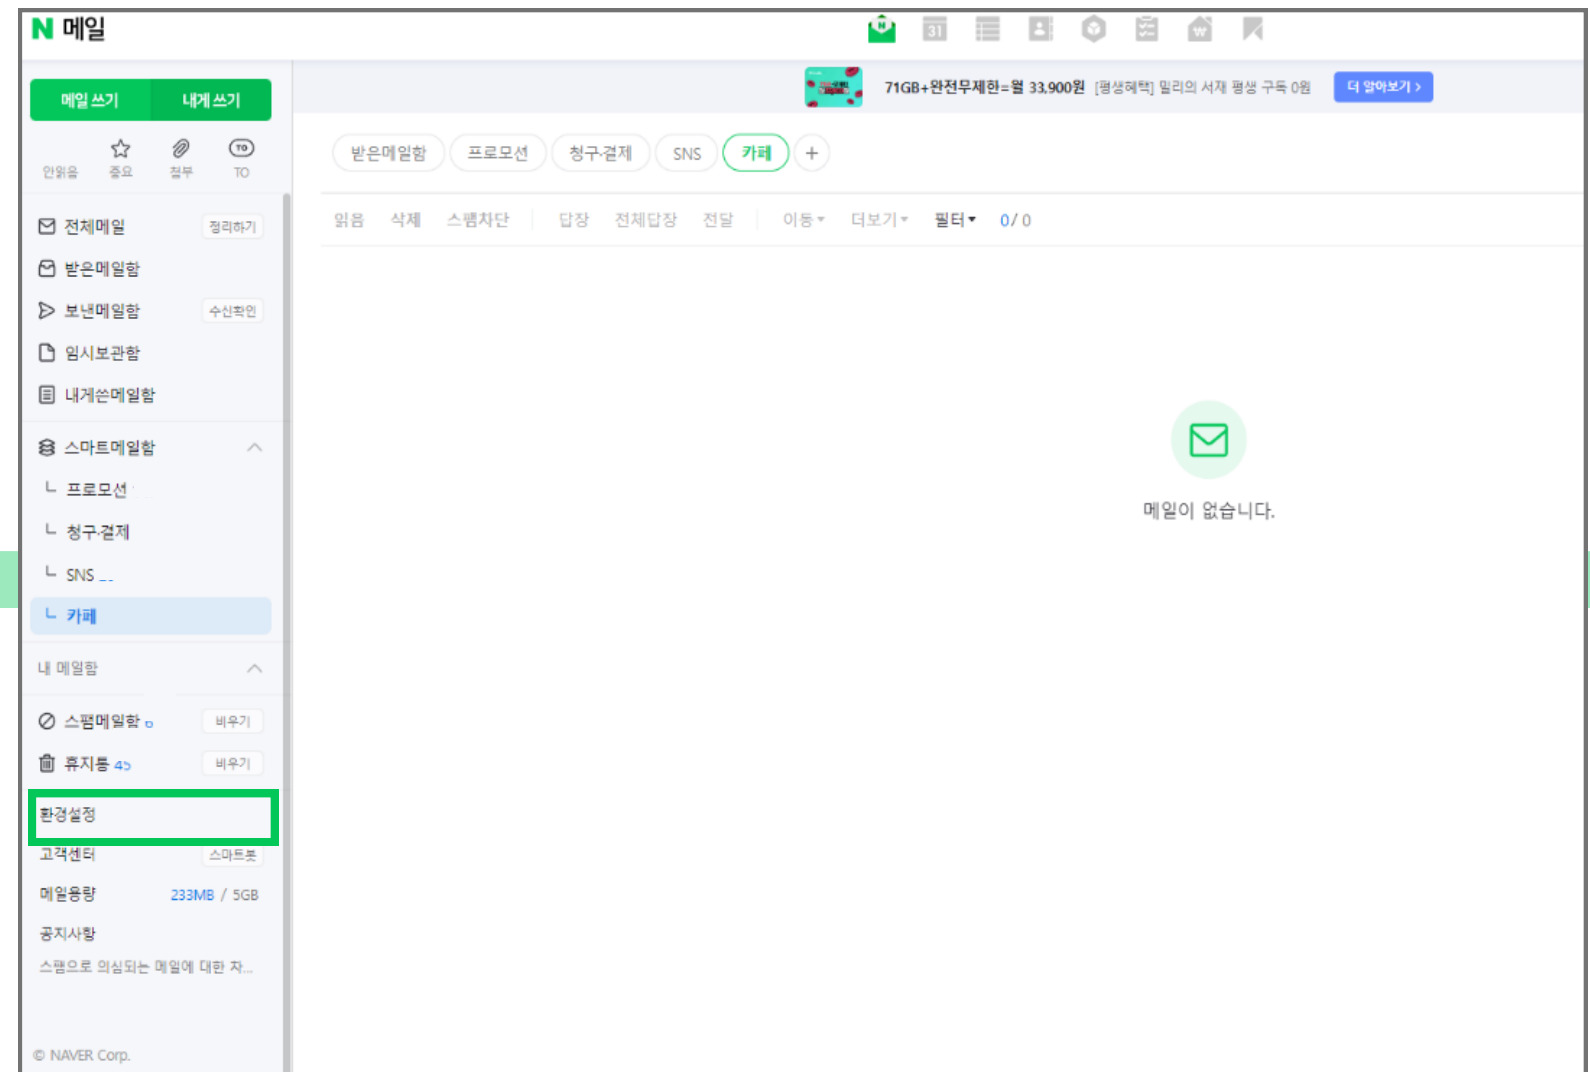 N 메일
31
71GB+완전무제한=월 33,900원 [평생혜택] 밀리의 서재 평생 구독 0원 더 알아보기 >
메일 쓰기 내게 쓰기
안읽음 중요 첨부 TO
전체메일 정리하기
받은메일함
보낸메일함 수신확인
임시보관함
내게쓴메일함
스마트메일함
프로모션
청구·결제
SNS
카페
내 메일함
스팸메일함 비우기
휴지통 45 비우기
환경설정
고객센터 스마트봇
메일용량 233MB / 5GB
공지사항
스팸으로 의심되는 메일에 대한 차...
© NAVER Corp.
받은메일함 프로모션 청구·결제 SNS 카페 +
읽음 삭제 스팸차단 답장 전체답장 전달 이동 더보기 필터 0 / 0
메일이 없습니다.